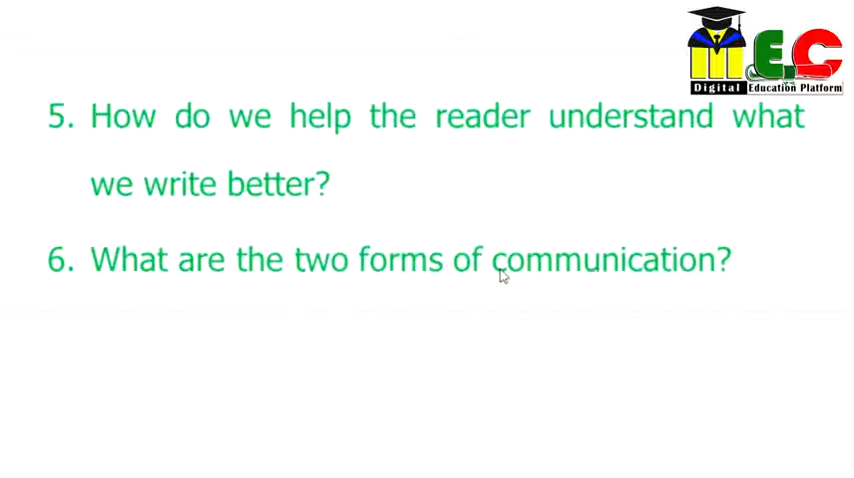 MEC
Digital Education Platform
5. How do we help the reader understand what
we write better?
6. What are the two forms of communication?